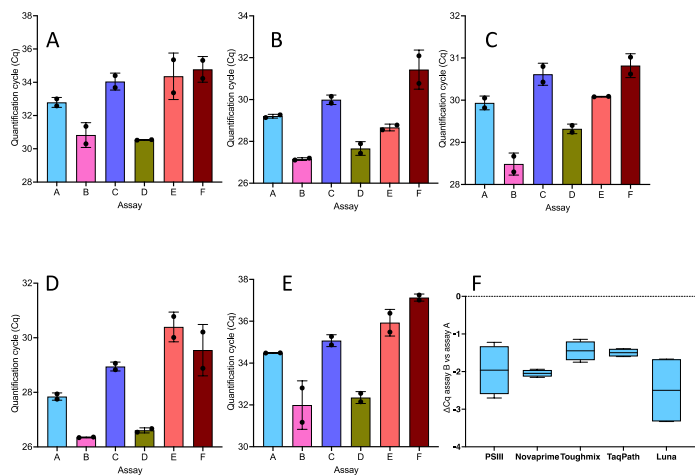 A
Quantification cycle (Cq)
38
36
34
32
30
28
A B C D E F
Assay
B
Quantification cycle (Cq)
34
32
30
28
26
A B C D E F
Assay
C
Quantification cycle (Cq)
32
31
30
29
28
A B C D E F
Assay
D
Quantification cycle (Cq)
32
30
28
26
A B C D E F
Assay
E
Quantification cycle (Cq)
38
36
34
32
30
A B C D E F
Assay
F
ΔCq assay B vs assay A
0
−1
−2
−3
−4
PSIII Novaprime Toughmix TaqPath Luna